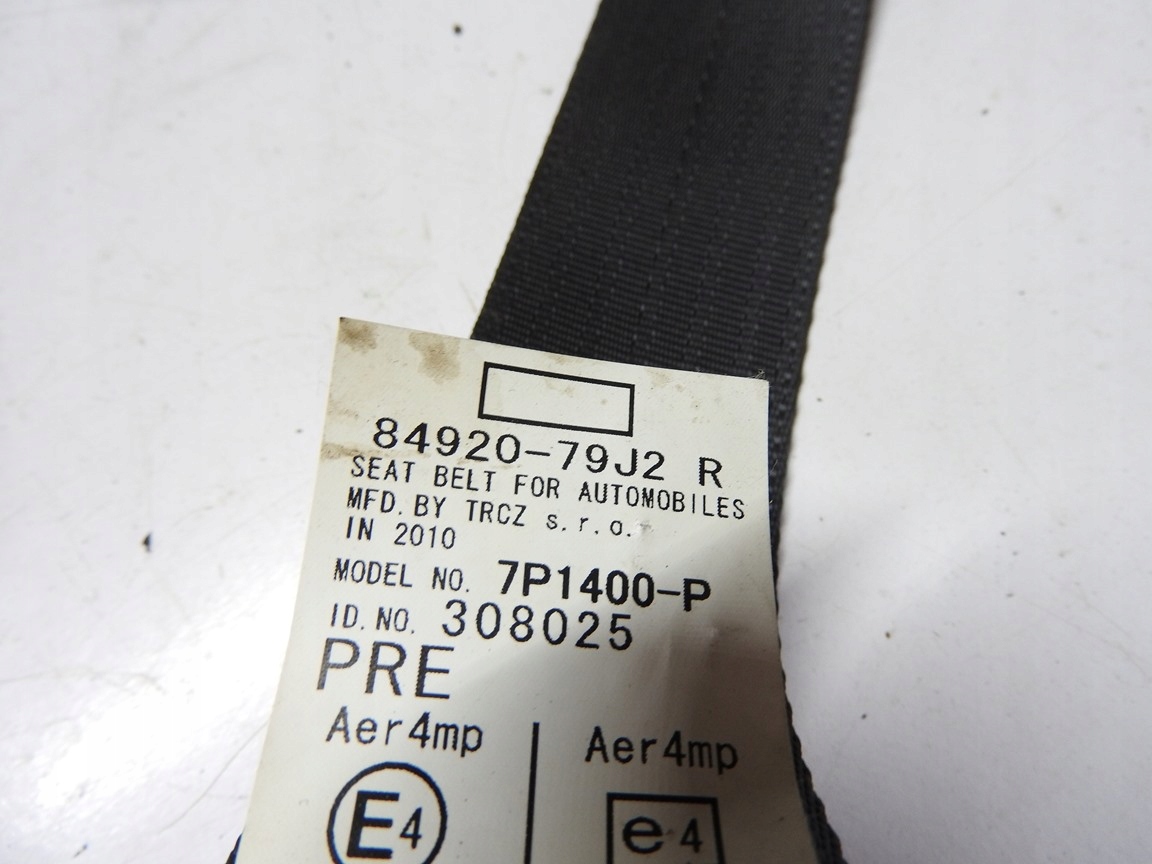 84920-79J2 R
SEAT BELT FOR AUTOMOBILES
MFD. BY TRCZ s.r.o.
IN 2010
MODEL NO. 7P1400-P
ID. NO. 308025
PRE
Aer4mp Aer4mp
E4 e4